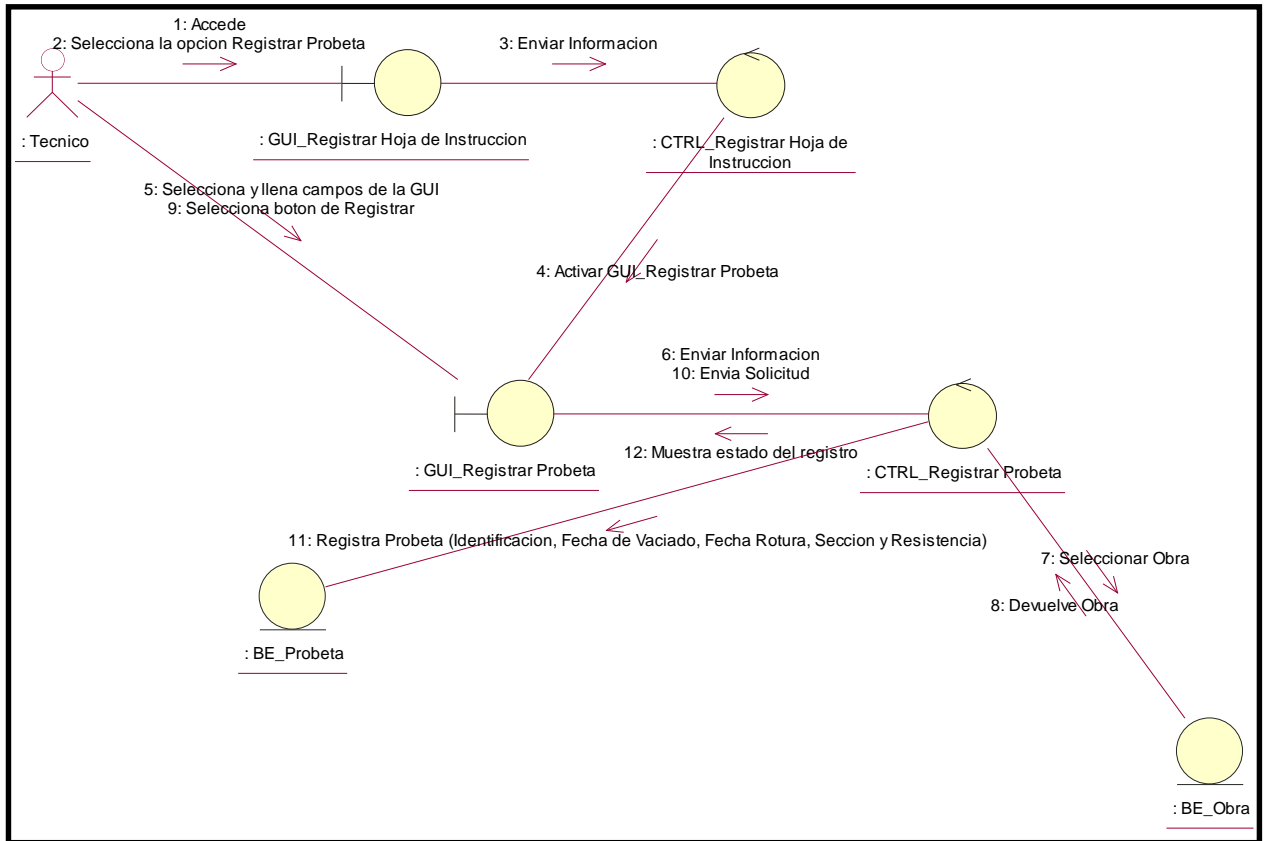 1: Accede
2: Selecciona la opcion Registrar Probeta
3: Enviar Informacion
: Tecnico
: GUI_Registrar Hoja de Instruccion
: CTRL_Registrar Hoja de
Instruccion
5: Selecciona y llena campos de la GUI
9: Selecciona boton de Registrar
4: Activar GUI_Registrar Probeta
6: Enviar Informacion
10: Envia Solicitud
12: Muestra estado del registro
: GUI_Registrar Probeta
: CTRL_Registrar Probeta
11: Registra Probeta (Identificacion, Fecha de Vaciado, Fecha Rotura, Seccion y Resistencia)
7: Seleccionar Obra
8: Devuelve Obra
: BE_Probeta
: BE_Obra